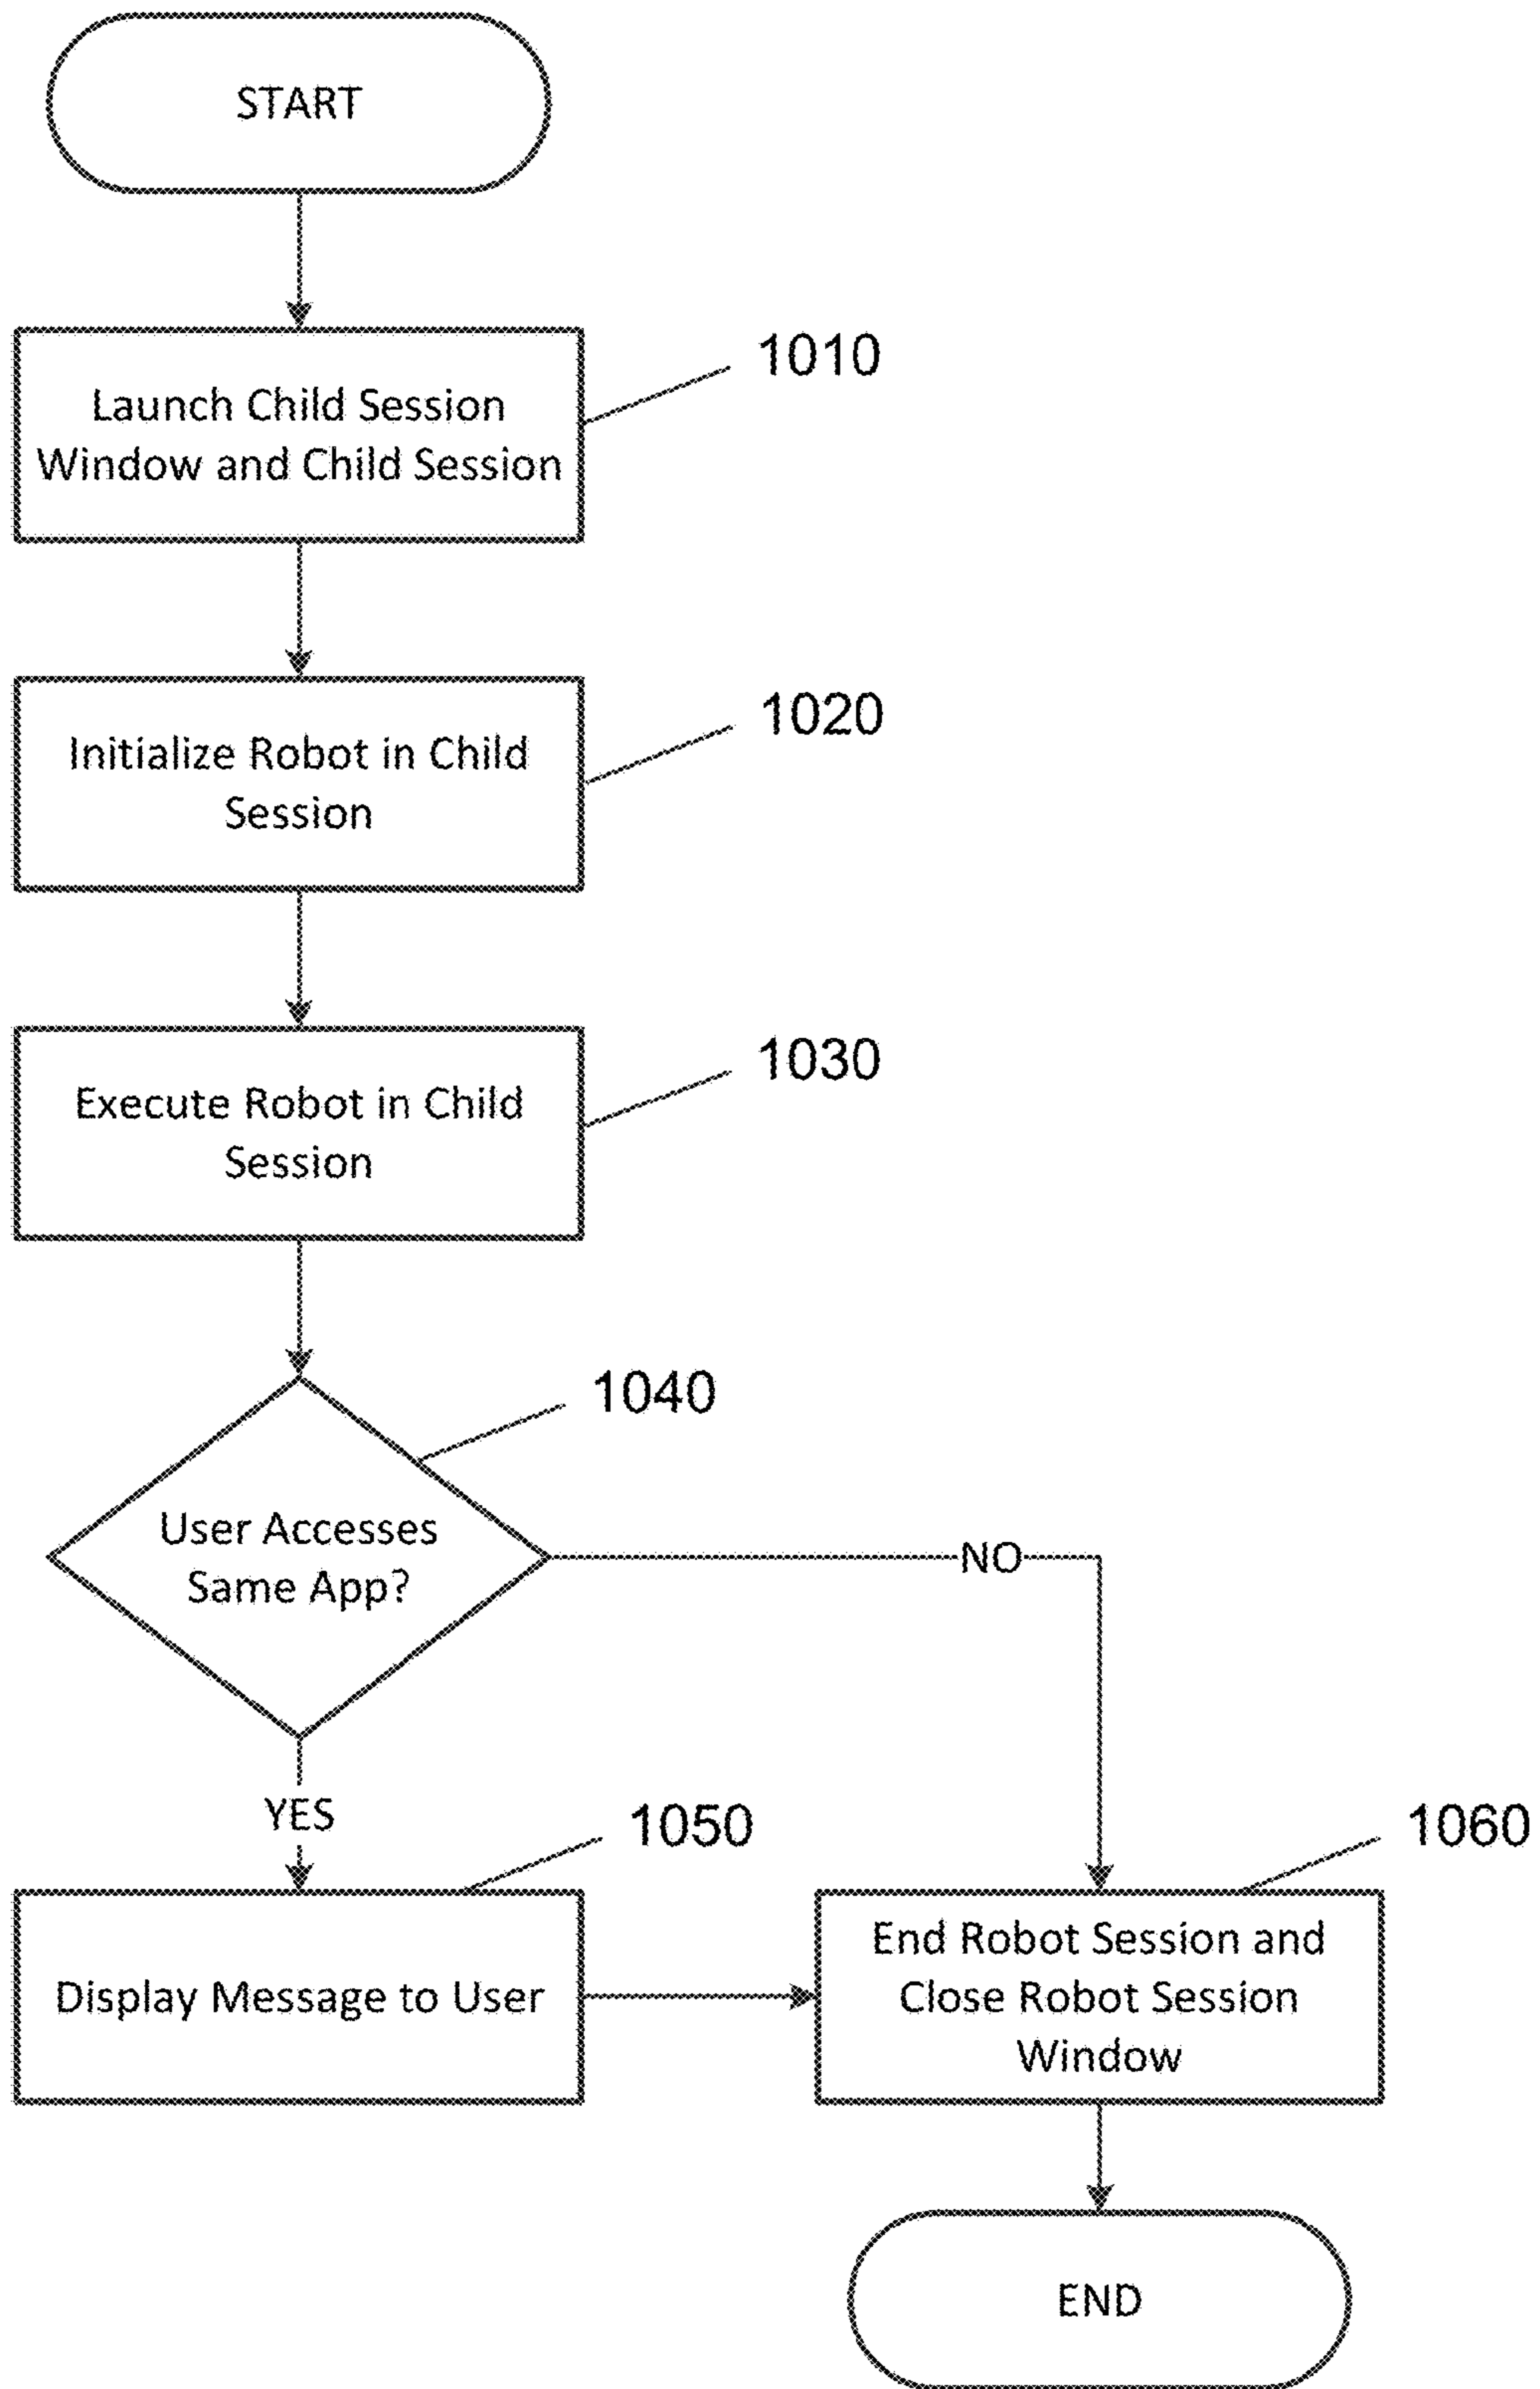 START
1010
Launch Child Session
Window and Child Session
1020
Initialize Robot in Child
Session
1030
Execute Robot in Child
Session
1040
User Accesses
Same App?
NO
YES
1050
1060
Display Message to User
End Robot Session and
Close Robot Session
Window
END